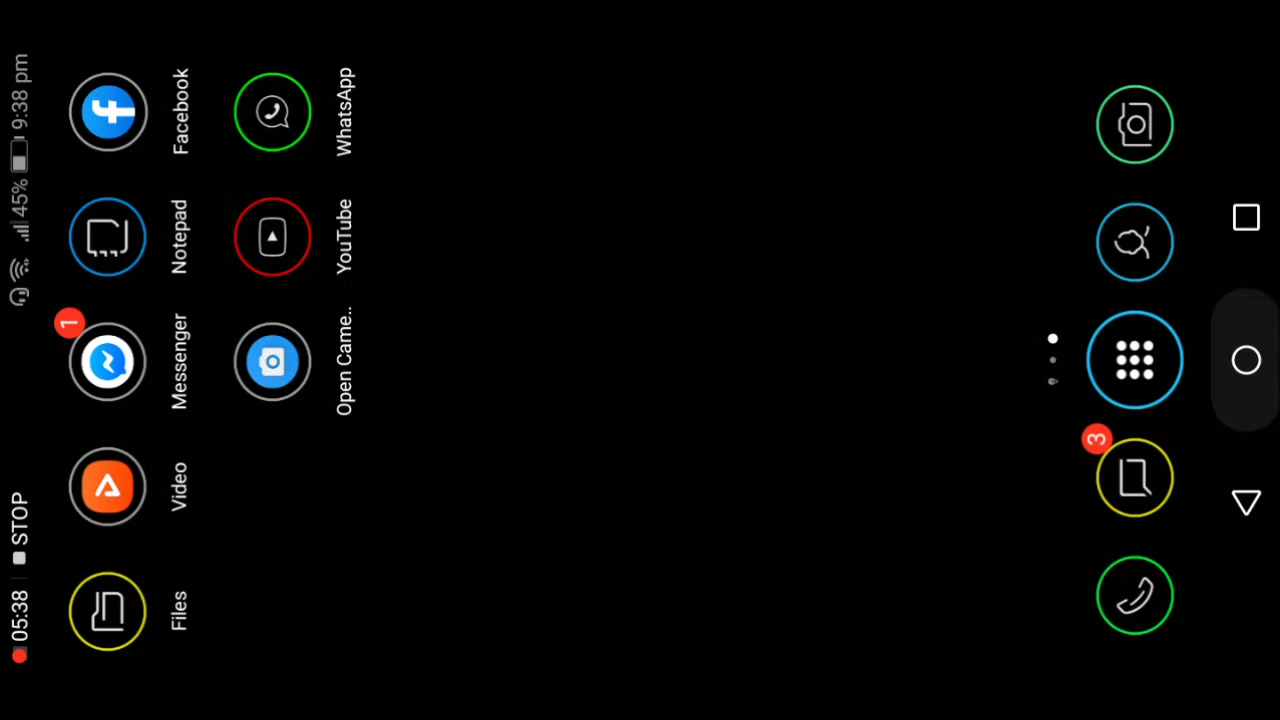 05:38 STOP 45% 9:38 pm
1
Files Video Messenger Notepad Facebook
Open Came.. YouTube WhatsApp
3